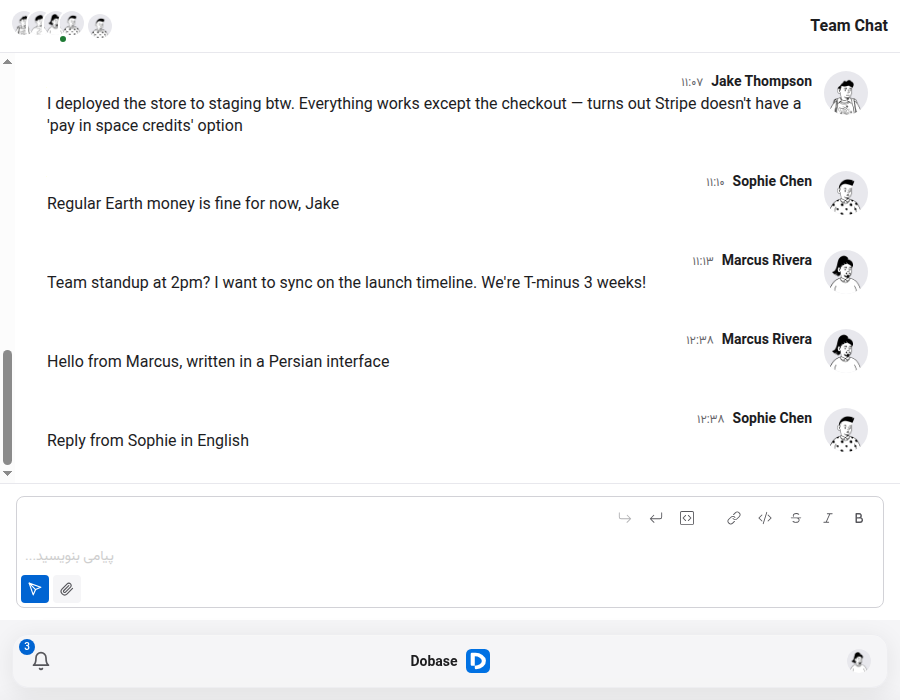 Team Chat
Jake Thompson ۱۱:۰۷
I deployed the store to staging btw. Everything works except the checkout — turns out Stripe doesn't have a
'pay in space credits' option
Sophie Chen ۱۱:۱۰
Regular Earth money is fine for now, Jake
Marcus Rivera ۱۱:۱۳
Team standup at 2pm? I want to sync on the launch timeline. We're T-minus 3 weeks!
Marcus Rivera ۱۲:۳۸
Hello from Marcus, written in a Persian interface
Sophie Chen ۱۲:۳۸
Reply from Sophie in English
B I S
پیامی بنویسید...
Dobase
3